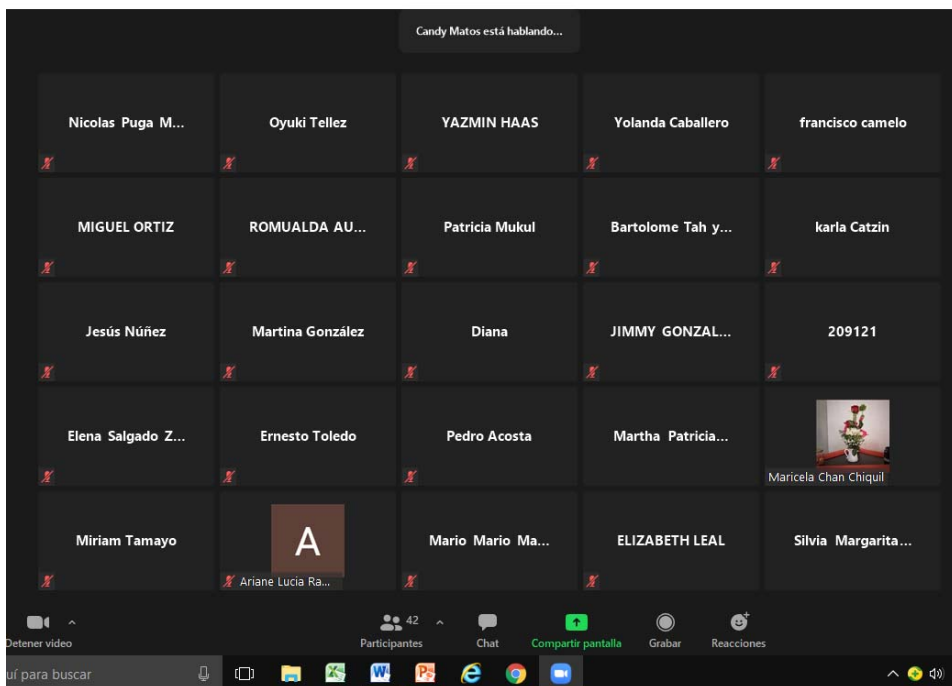 Candy Matos está hablando...
Nicolas Puga M...
Oyuki Tellez
YAZMIN HAAS
Yolanda Caballero
francisco camelo
MIGUEL ORTIZ
ROMUALDA AU...
Patricia Mukul
Bartolome Tah y...
karla Catzin
Jesús Núñez
Martina González
Diana
JIMMY GONZAL...
209121
Elena Salgado Z...
Ernesto Toledo
Pedro Acosta
Martha Patricia...
Maricela Chan Chiquil
Miriam Tamayo
A
Ariane Lucia Ra...
Mario Mario Ma...
ELIZABETH LEAL
Silvia Margarita...
42
Detener video
Participantes
Chat
Compartir pantalla
Grabar
Reacciones
uí para buscar